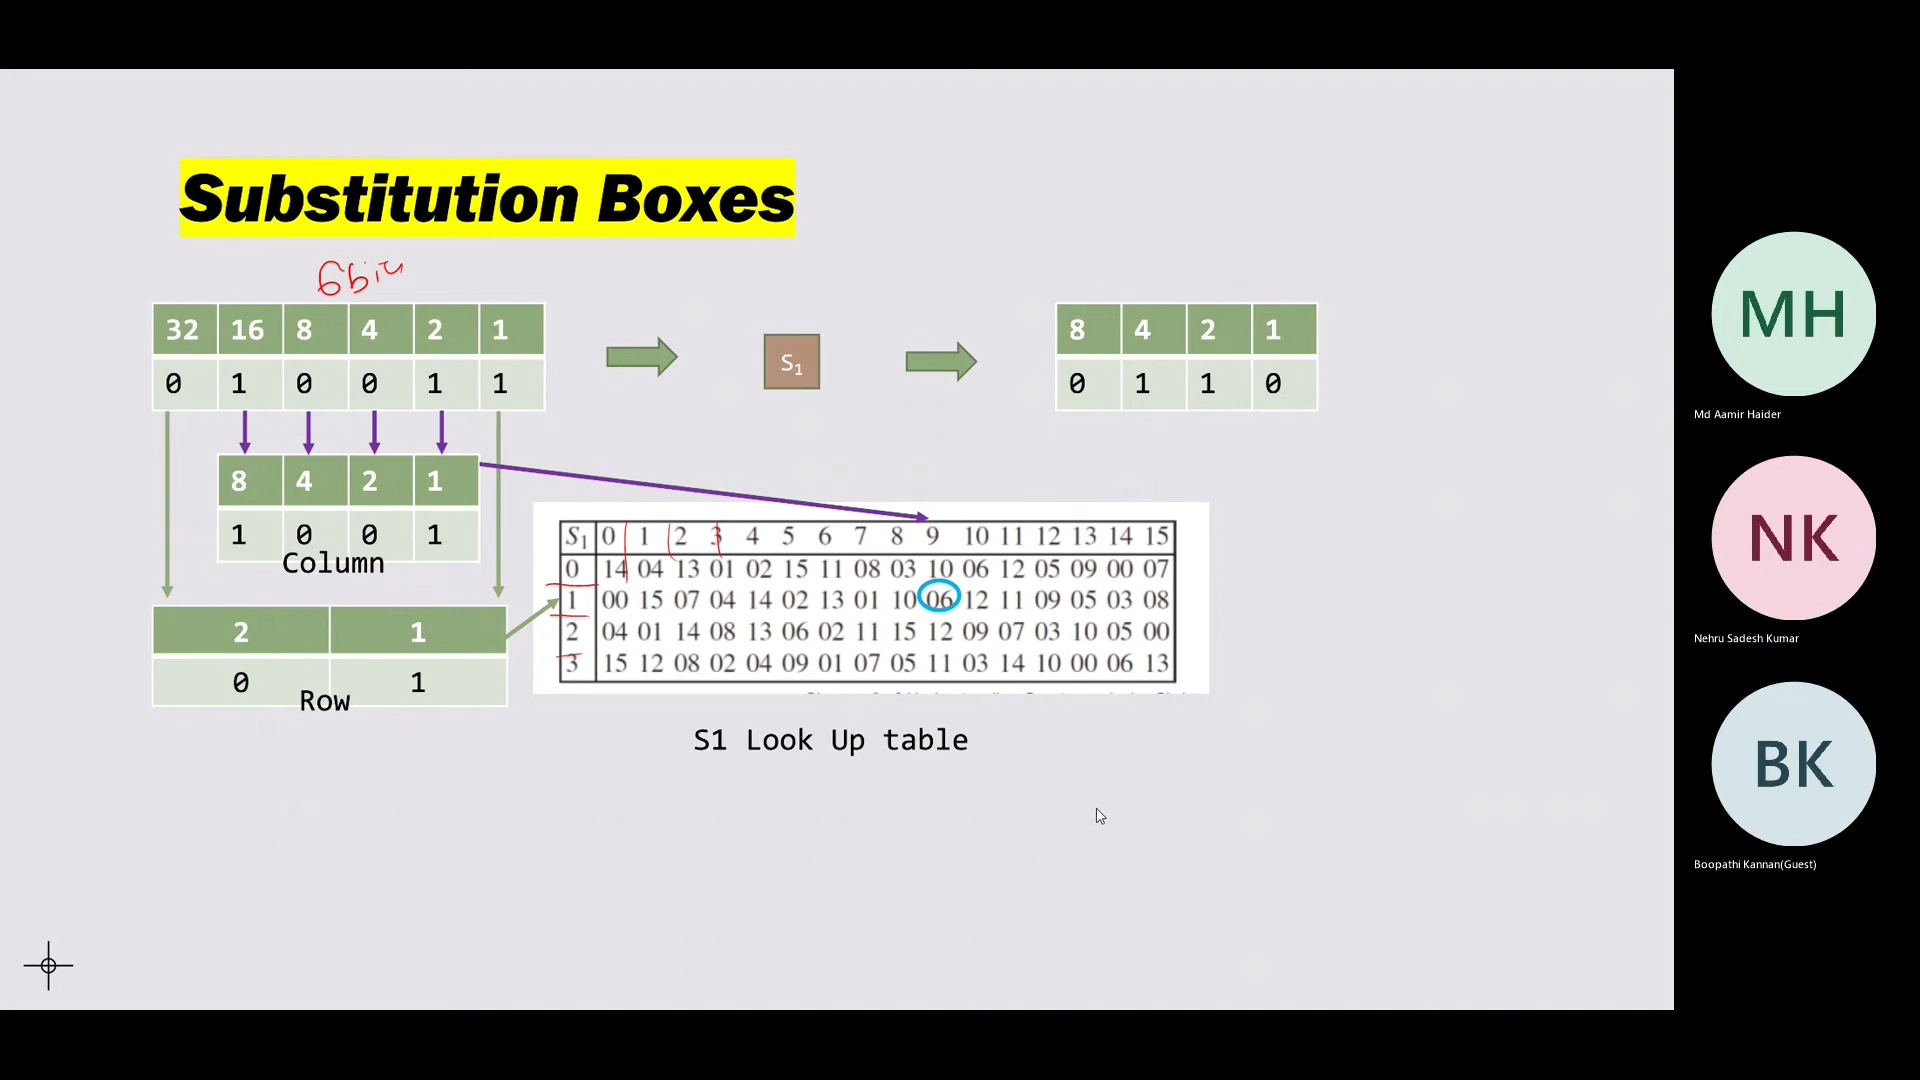 Substitution Boxes
6bit
32 16 8 4 2 1
0 1 0 0 1 1
S1
8 4 2 1
0 1 1 0
8 4 2 1
1 0 0 1
Column
2 1
0 1
Row
S1 0 1 2 3 4 5 6 7 8 9 10 11 12 13 14 15
0 14 04 13 01 02 15 11 08 03 10 06 12 05 09 00 07
1 00 15 07 04 14 02 13 01 10 06 12 11 09 05 03 08
2 04 01 14 08 13 06 02 11 15 12 09 07 03 10 05 00
3 15 12 08 02 04 09 01 07 05 11 03 14 10 00 06 13
S1 Look Up table
MH
Md Aamir Haider
NK
Nehru Sadesh Kumar
BK
Boopathi Kannan(Guest)